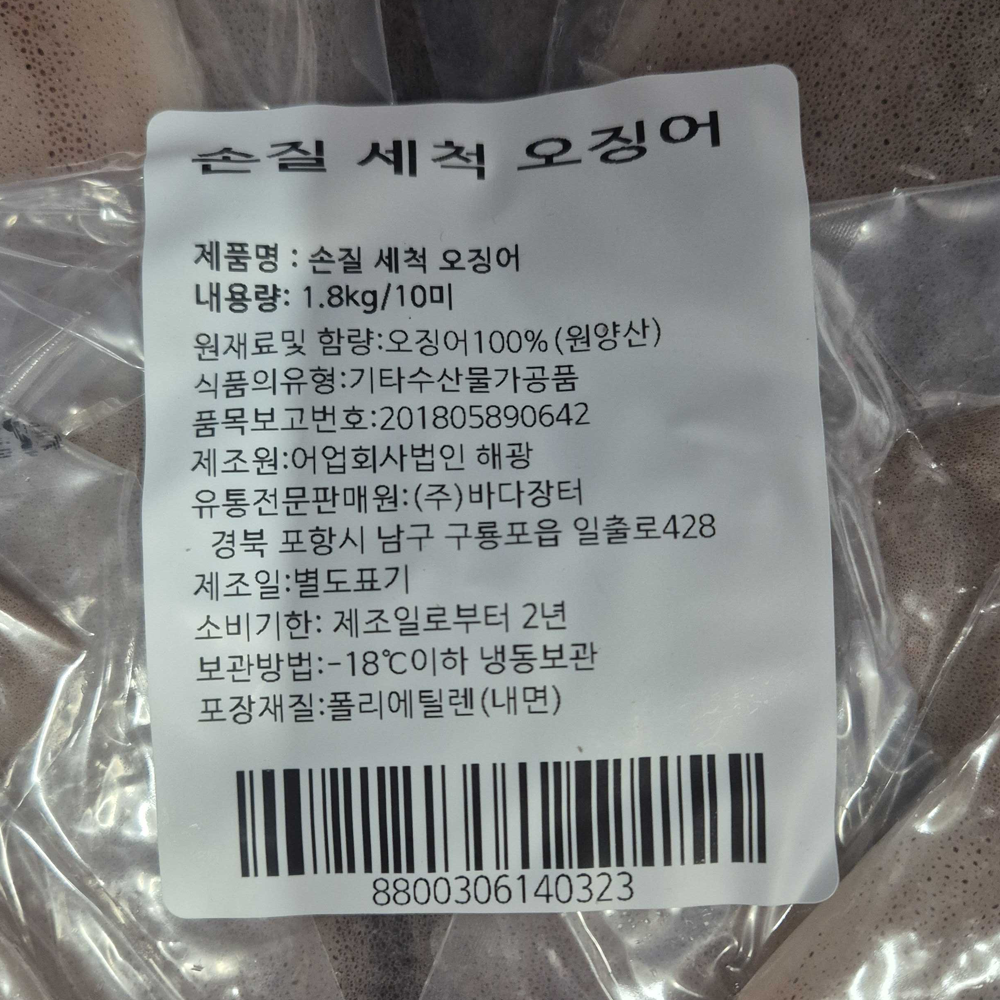 손질 세척 오징어
제품명 : 손질 세척 오징어
내용량: 1.8kg/10미
원재료및 함량:오징어100%(원양산)
식품의유형:기타수산물가공품
품목보고번호:201805890642
제조원:어업회사법인 해광
유통전문판매원:(주)바다장터
경북 포항시 남구 구룡포읍 일출로428
제조일:별도표기
소비기한: 제조일로부터 2년
보관방법:-18℃이하 냉동보관
포장재질:폴리에틸렌(내면)
8800306140323